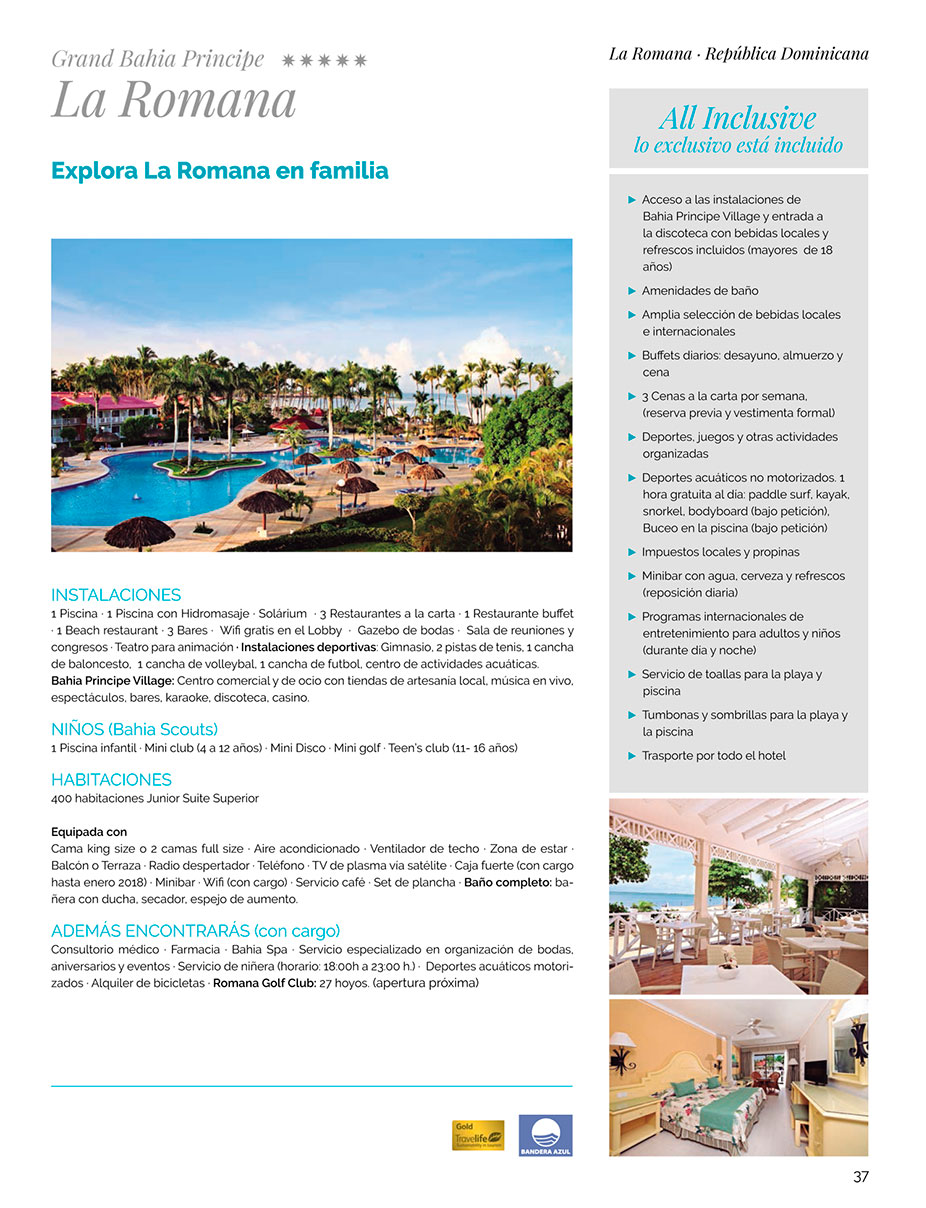 Grand Bahia Principe ✷✷✷✷✷
La Romana
Explora La Romana en familia
INSTALACIONES
1 Piscina · 1 Piscina con Hidromasaje · Solárium · 3 Restaurantes a la carta · 1 Restaurante buffet
· 1 Beach restaurant · 3 Bares · Wifi gratis en el Lobby · Gazebo de bodas · Sala de reuniones y
congresos · Teatro para animación · Instalaciones deportivas: Gimnasio, 2 pistas de tenis, 1 cancha
de baloncesto, 1 cancha de volleybal, 1 cancha de futbol, centro de actividades acuáticas.
Bahia Principe Village: Centro comercial y de ocio con tiendas de artesanía local, música en vivo,
espectáculos, bares, karaoke, discoteca, casino.
NIÑOS (Bahia Scouts)
1 Piscina infantil · Mini club (4 a 12 años) · Mini Disco · Mini golf · Teen's club (11- 16 años)
HABITACIONES
400 habitaciones Junior Suite Superior
Equipada con
Cama king size o 2 camas full size · Aire acondicionado · Ventilador de techo · Zona de estar ·
Balcón o Terraza · Radio despertador · Teléfono · TV de plasma vía satélite · Caja fuerte (con cargo
hasta enero 2018) · Minibar · Wifi (con cargo) · Servicio café · Set de plancha · Baño completo: ba-
ñera con ducha, secador, espejo de aumento.
ADEMÁS ENCONTRARÁS (con cargo)
Consultorio médico · Farmacia · Bahia Spa · Servicio especializado en organización de bodas,
aniversarios y eventos · Servicio de niñera (horario: 18:00h a 23:00 h.) · Deportes acuáticos motori-
zados · Alquiler de bicicletas · Romana Golf Club: 27 hoyos. (apertura próxima)
Gold
Travelife
Sustainability in tourism
BANDERA AZUL
La Romana · República Dominicana
All Inclusive
lo exclusivo está incluido
► Acceso a las instalaciones de
Bahia Principe Village y entrada a
la discoteca con bebidas locales y
refrescos incluidos (mayores de 18
años)
► Amenidades de baño
► Amplia selección de bebidas locales
e internacionales
► Buffets diarios: desayuno, almuerzo y
cena
► 3 Cenas a la carta por semana,
(reserva previa y vestimenta formal)
► Deportes, juegos y otras actividades
organizadas
► Deportes acuáticos no motorizados. 1
hora gratuita al día: paddle surf, kayak,
snorkel, bodyboard (bajo petición),
Buceo en la piscina (bajo petición)
► Impuestos locales y propinas
► Minibar con agua, cerveza y refrescos
(reposición diaria)
► Programas internacionales de
entretenimiento para adultos y niños
(durante día y noche)
► Servicio de toallas para la playa y
piscina
► Tumbonas y sombrillas para la playa y
la piscina
► Trasporte por todo el hotel
37